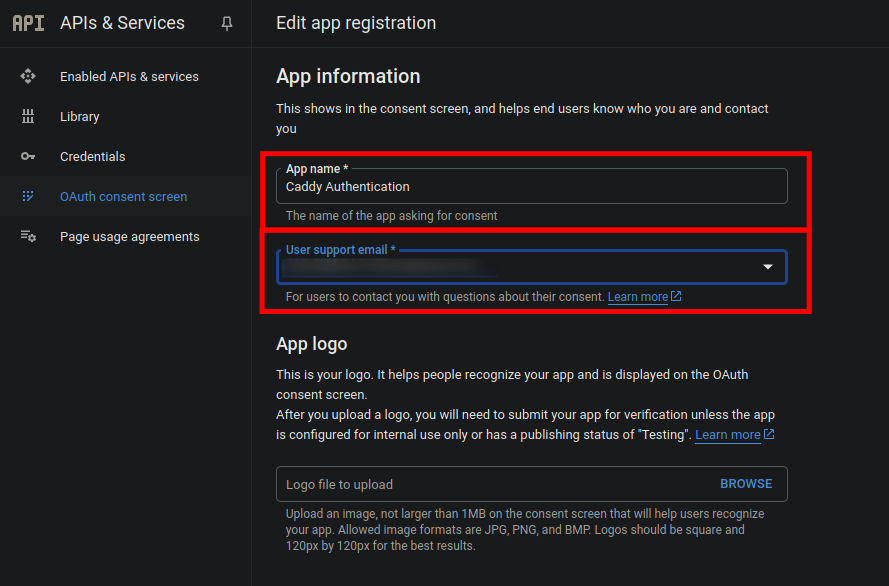 API APIs & Services
Edit app registration
Enabled APIs & services
Library
Credentials
OAuth consent screen
Page usage agreements
App information
This shows in the consent screen, and helps end users know who you are and contact
you
App name *
Caddy Authentication
The name of the app asking for consent
User support email *
For users to contact you with questions about their consent. Learn more
App logo
This is your logo. It helps people recognize your app and is displayed on the OAuth
consent screen.
After you upload a logo, you will need to submit your app for verification unless the app
is configured for internal use only or has a publishing status of "Testing". Learn more
Logo file to upload BROWSE
Upload an image, not larger than 1MB on the consent screen that will help users recognize
your app. Allowed image formats are JPG, PNG, and BMP. Logos should be square and
120px by 120px for the best results.